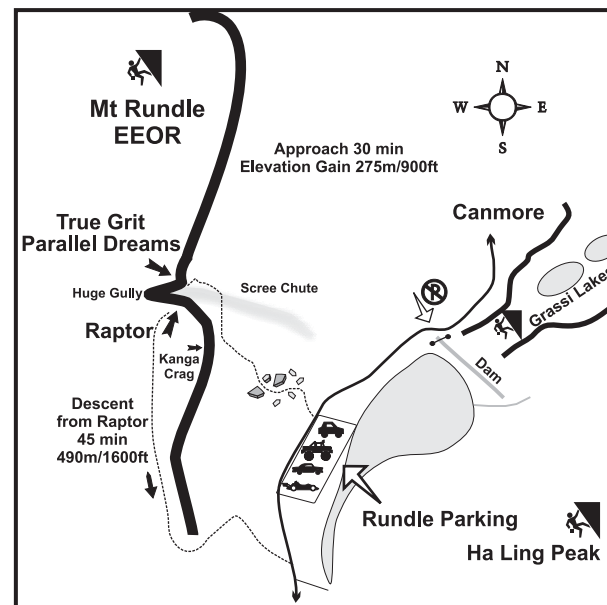 Mt Rundle
EEOR
N
W E
S
Approach 30 min
Elevation Gain 275m/900ft
Canmore
True Grit
Parallel Dreams
Grassi Lakes
Huge Gully
Scree Chute
P
Raptor
Kanga
Crag
Dam
Descent
from Raptor
45 min
490m/1600ft
Rundle Parking
Ha Ling Peak